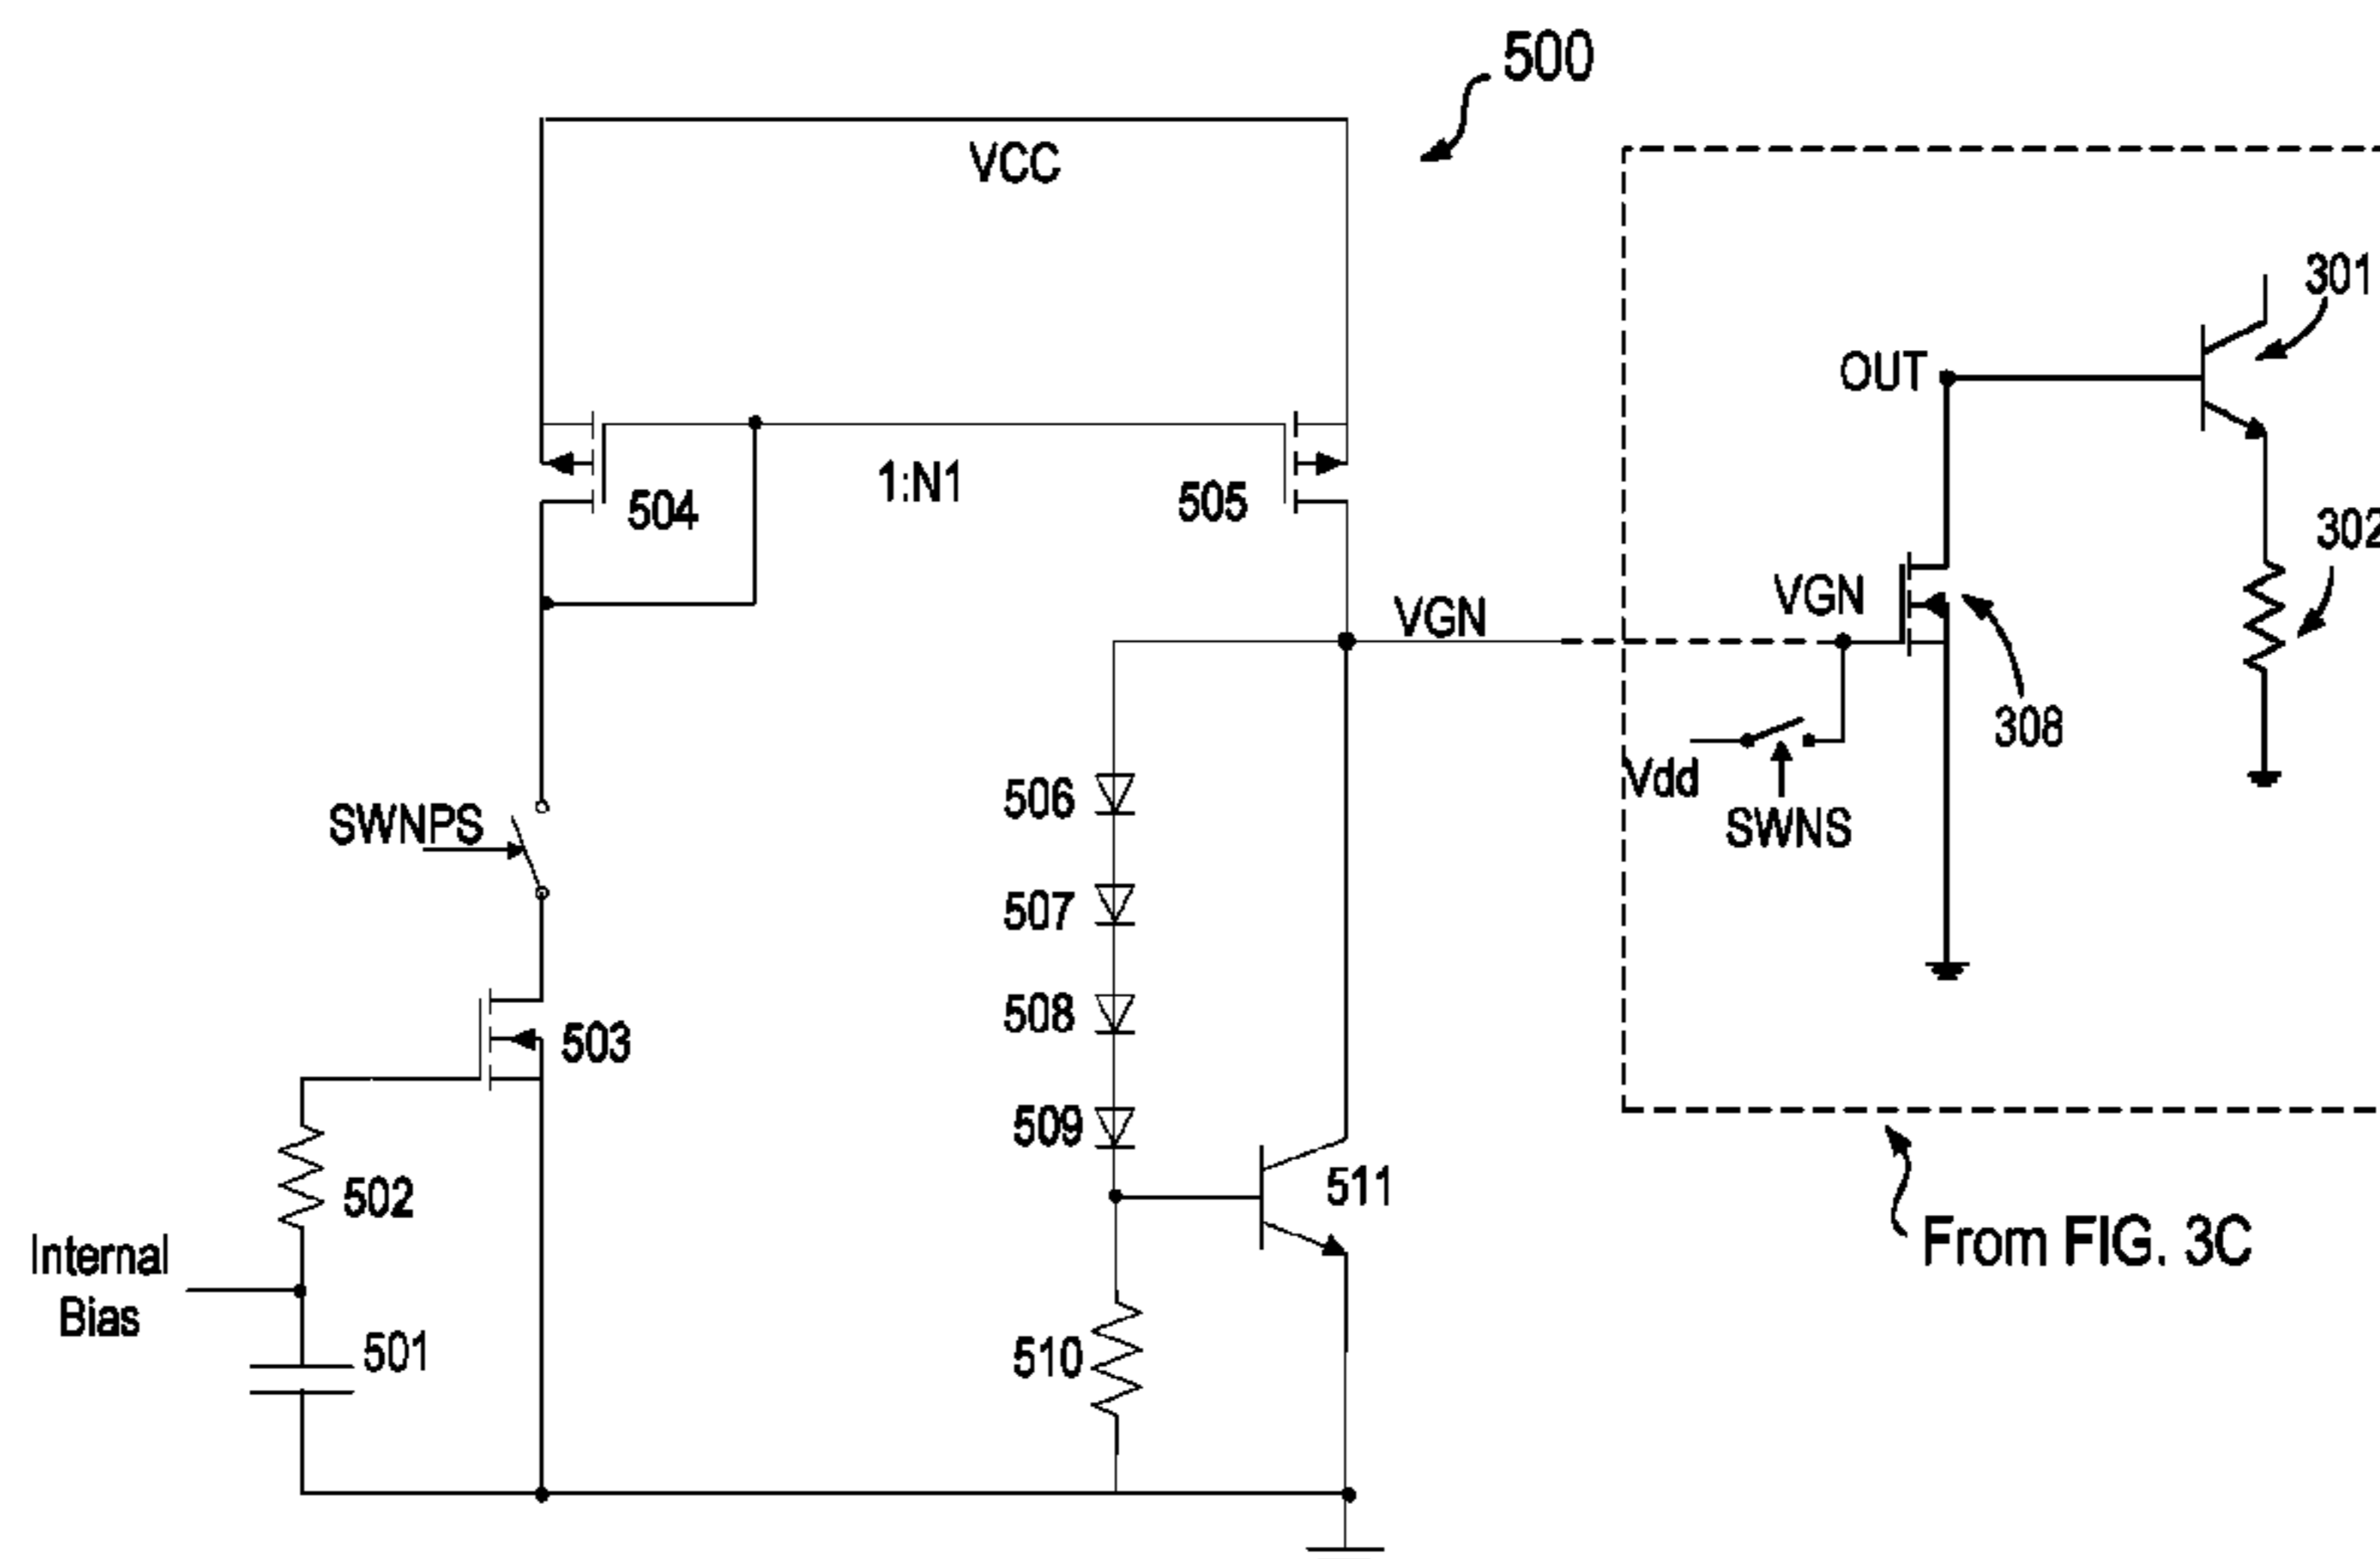 500
VCC
301
OUT
504
1:N1
505
302
VGN
VGN
308
Vdd
SWNS
SWNPS
506
507
508
503
509
502
511
Internal
Bias
501
510
From FIG. 3C